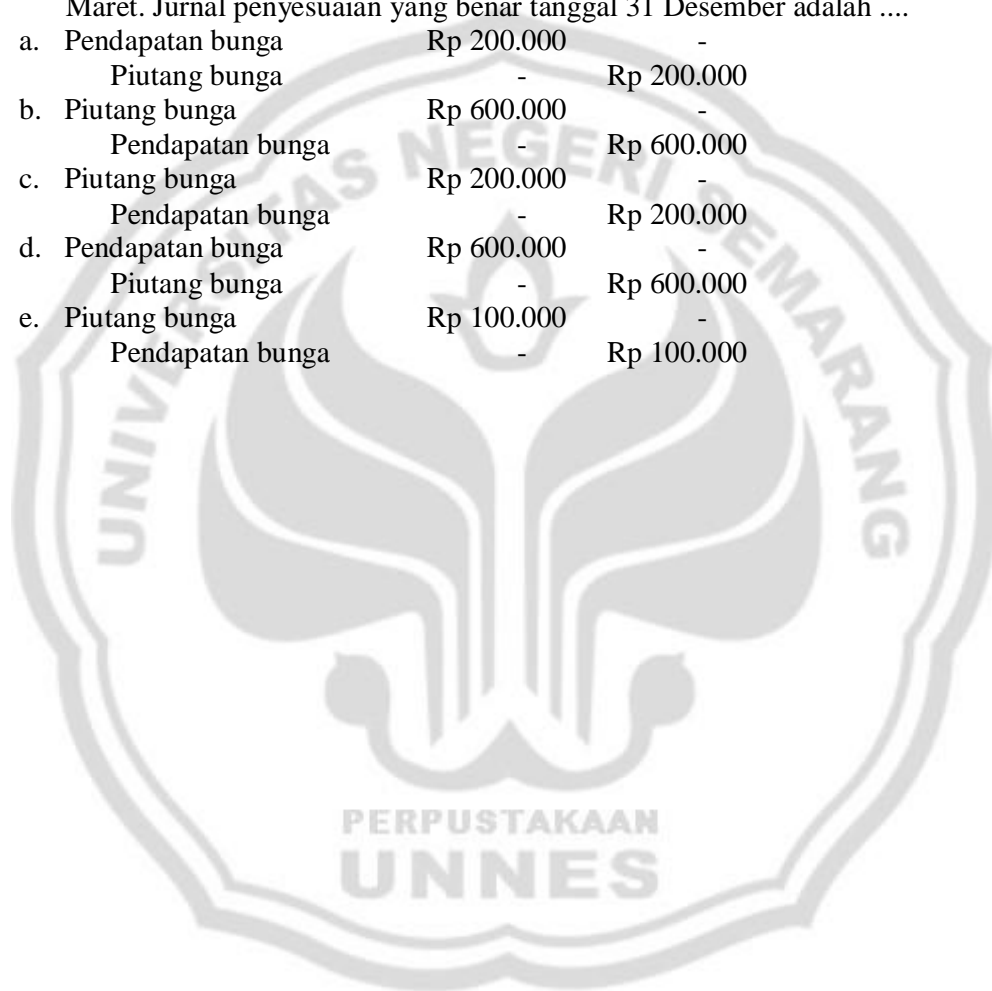 Maret. Jurnal penyesuaian yang benar tanggal 31 Desember adalah ....
a. Pendapatan bunga Rp 200.000 -
Piutang bunga - Rp 200.000
b. Piutang bunga Rp 600.000 -
Pendapatan bunga - Rp 600.000
c. Piutang bunga Rp 200.000 -
Pendapatan bunga - Rp 200.000
d. Pendapatan bunga Rp 600.000 -
Piutang bunga - Rp 600.000
e. Piutang bunga Rp 100.000 -
Pendapatan bunga - Rp 100.000
UNIVERSITAS NEGERI SEMARANG
PERPUSTAKAAN
UNNES